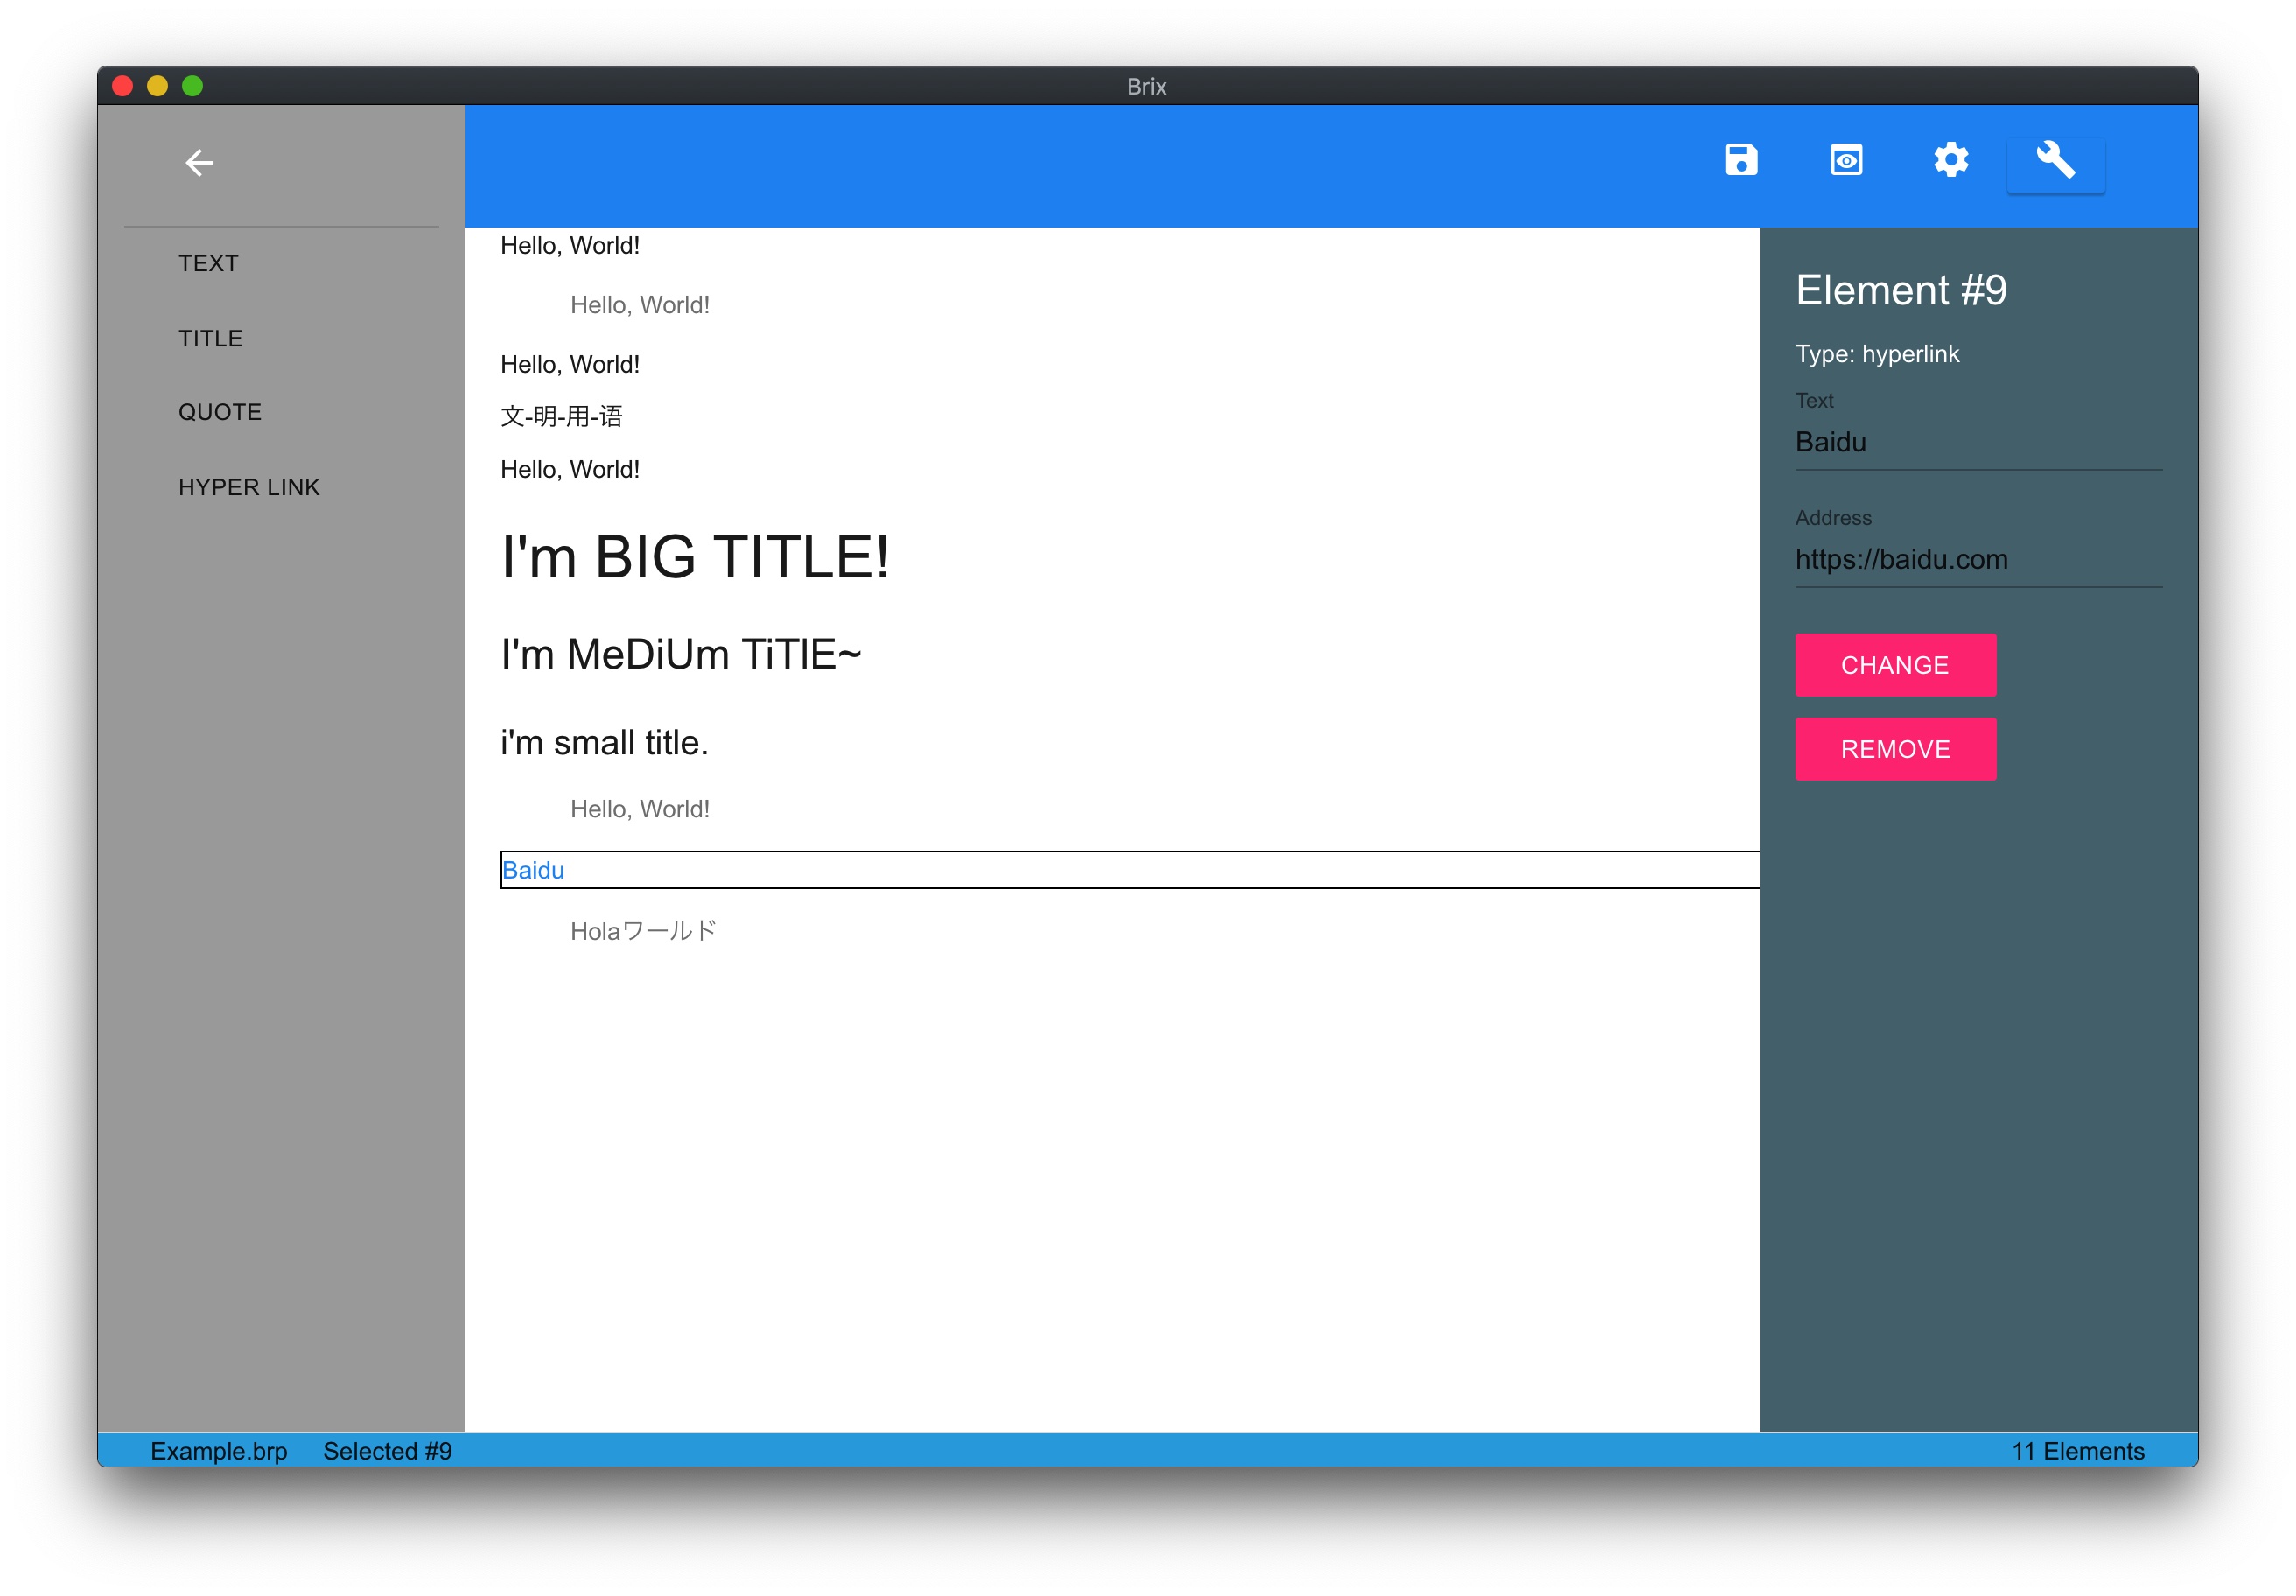 Brix
TEXT
TITLE
QUOTE
HYPER LINK
Hello, World!
Hello, World!
Hello, World!
文-明-用-语
Hello, World!
I'm BIG TITLE!
I'm MeDiUm TiTlE~
i'm small title.
Hello, World!
Baidu
Holaワールド
Element #9
Type: hyperlink
Text
Baidu
Address
https://baidu.com
CHANGE
REMOVE
Example.brp
Selected #9
11 Elements